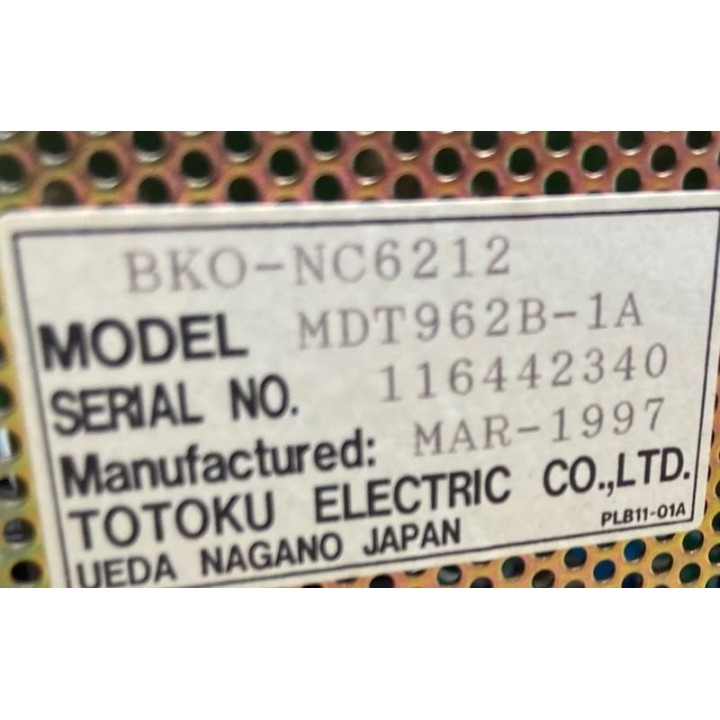 BKO-NC6212
MODEL MDT962B-1A
SERIAL NO. 116442340
Manufactured: MAR-1997
TOTOKU ELECTRIC CO.,LTD.
UEDA NAGANO JAPAN PLB11-01A